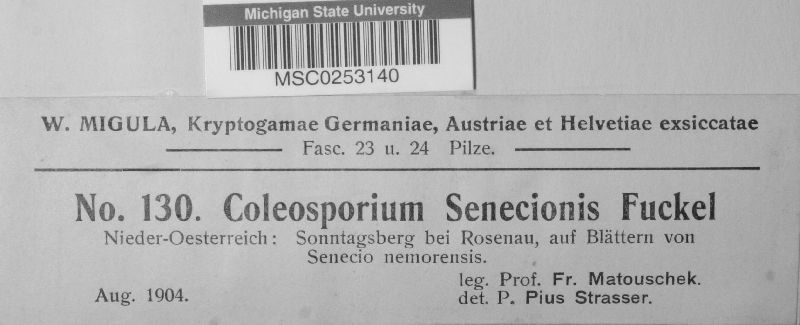 Michigan State University
MSC0253140
W. MIGULA, Kryptogamae Germaniae, Austriae et Helvetiae exsiccatae
Fasc. 23 u. 24 Pilze.
No. 130. Coleosporium Senecionis Fuckel
Nieder-Oesterreich: Sonntagsberg bei Rosenau, auf Blättern von
Senecio nemorensis.
leg. Prof. Fr. Matouschek.
Aug. 1904.
det. P. Pius Strasser.